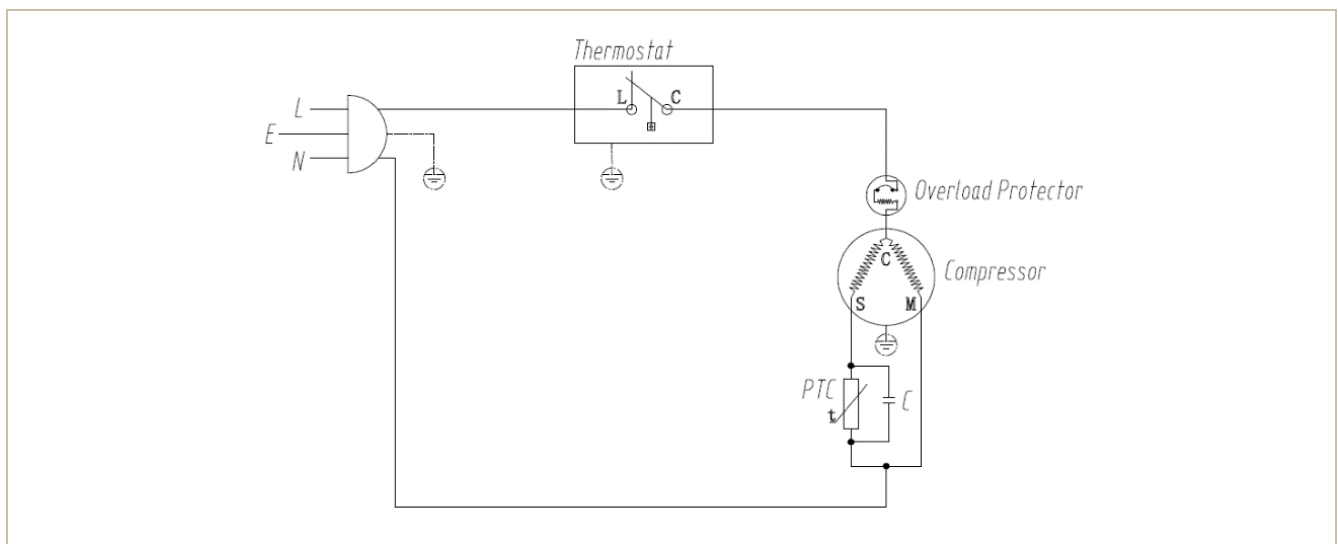 Thermostat
L
L C
E
N
Overload Protector
C
Compressor
S M
PTC
t
C